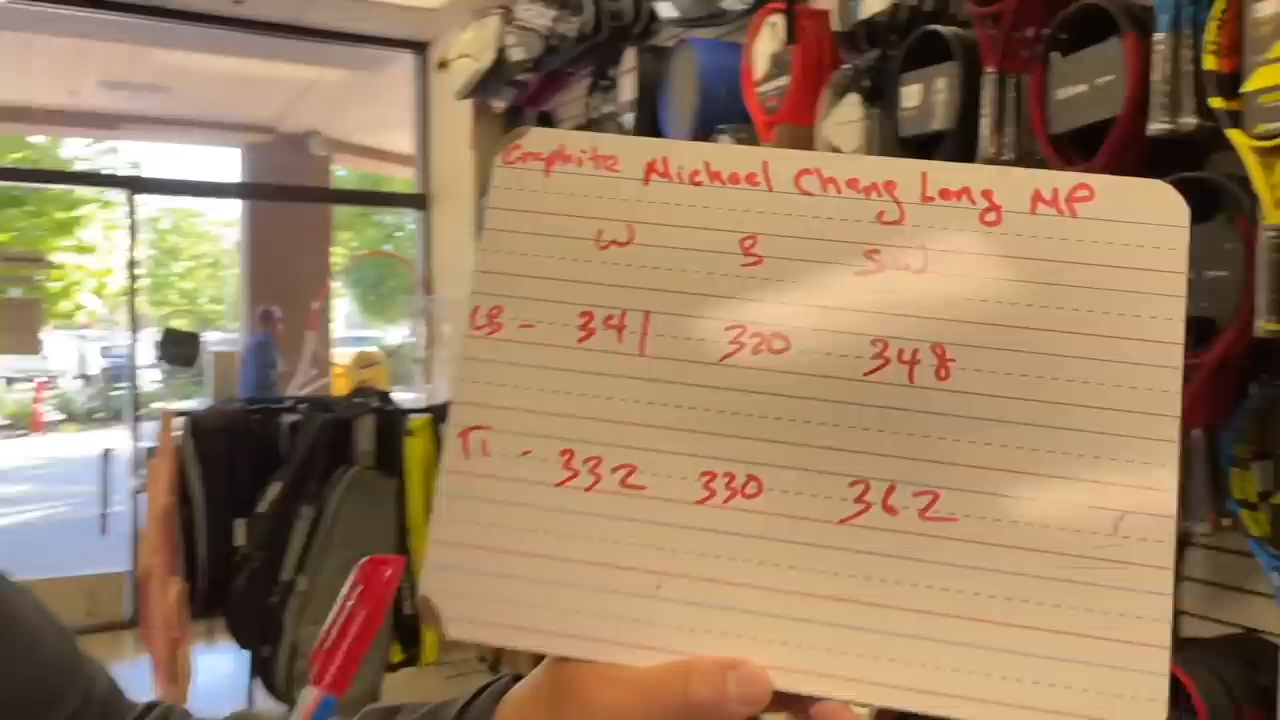 Graphite Michael Chang Long MP
W B SW
LB - 341 320 348
Ti - 332 330 362